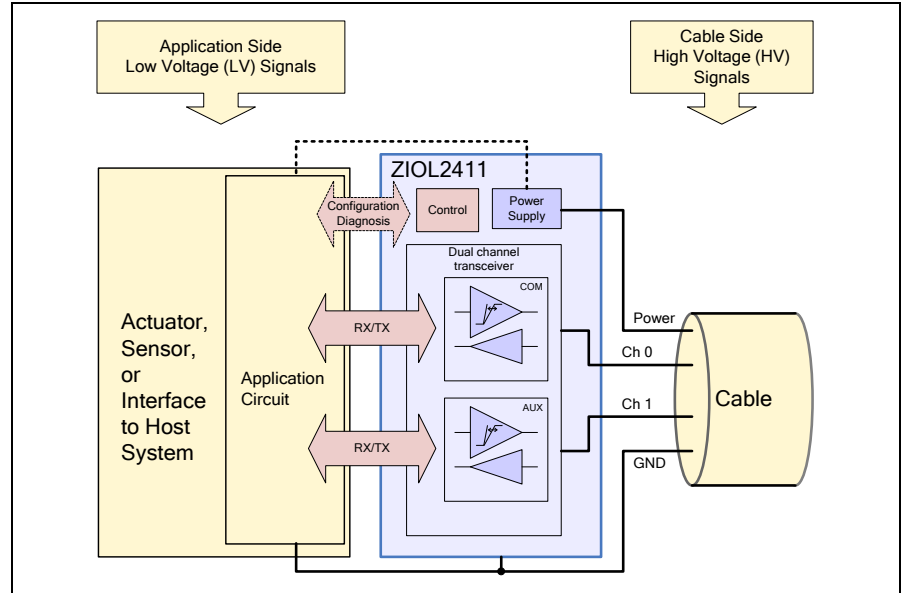 Application Side
Low Voltage (LV) Signals
Cable Side
High Voltage (HV)
Signals
ZIOL2411
Configuration
Diagnosis
Control
Power
Supply
Dual channel
transceiver
COM
RX/TX
AUX
RX/TX
Actuator,
Sensor,
or
Interface
to Host
System
Application
Circuit
Power
Ch 0
Ch 1
GND
Cable